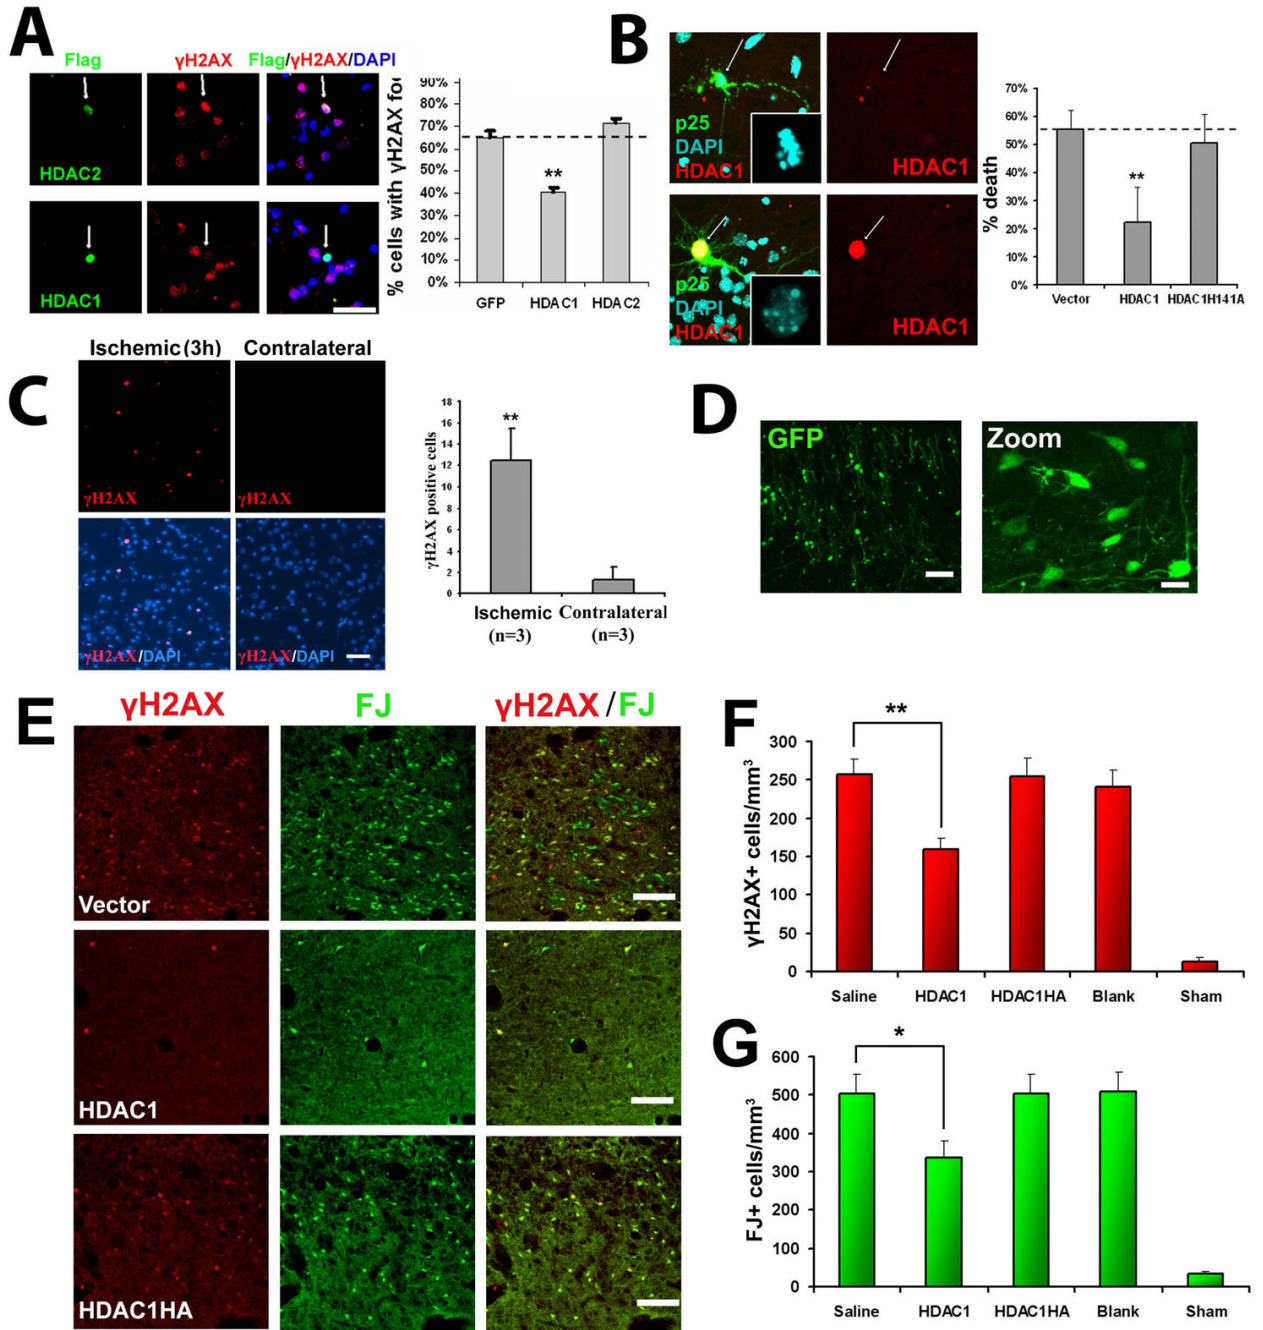 A
Flag
γH2AX
Flag/γH2AX/DAPI
HDAC2
HDAC1
% cells with γH2AX foc
90%
80%
70%
60%
50%
40%
30%
20%
10%
0%
**
GFP
HDAC1
HDAC2
B
p25
DAPI
HDAC1
HDAC1
p25
DAPI
HDAC1
HDAC1
% death
70%
60%
50%
40%
30%
20%
10%
0%
**
Vector
HDAC1
HDAC1H141A
C
Ischemic (3h)
Contralateral
γH2AX
γH2AX
γH2AX/DAPI
γH2AX/DAPI
γH2AX positive cells
18
16
14
12
10
8
6
4
2
0
**
Ischemic
(n=3)
Contralateral
(n=3)
D
GFP
Zoom
E
γH2AX
FJ
γH2AX/FJ
Vector
HDAC1
HDAC1HA
F
γH2AX+ cells/mm³
300
250
200
150
100
50
0
**
Saline
HDAC1
HDAC1HA
Blank
Sham
G
FJ+ cells/mm³
600
500
400
300
200
100
0
*
Saline
HDAC1
HDAC1HA
Blank
Sham